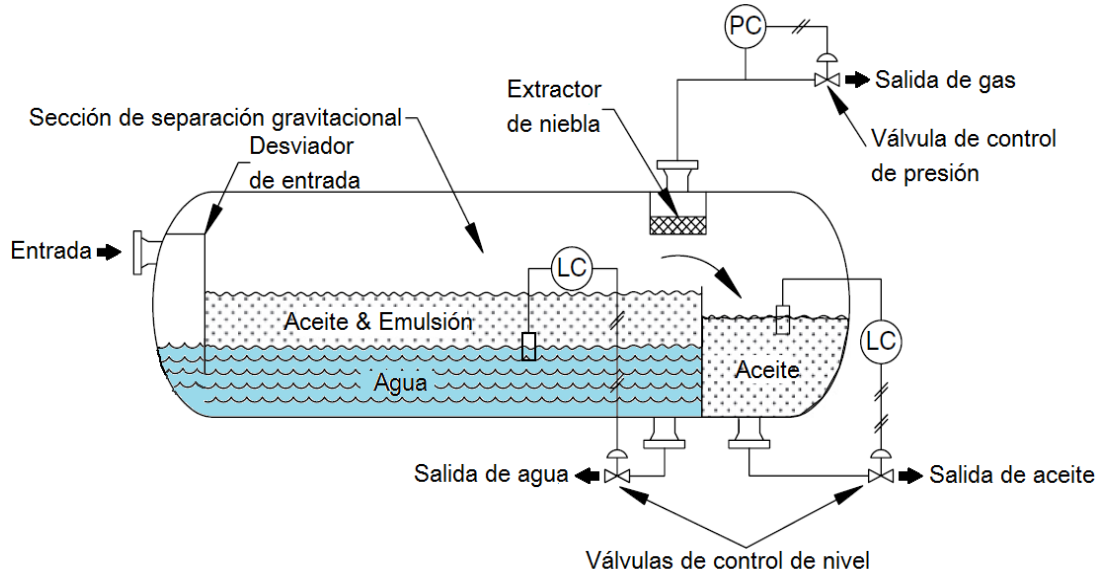 PC
Salida de gas
Extractor
de niebla
Válvula de control
de presión
Sección de separación gravitacional
Desviador
de entrada
Entrada
LC
Aceite & Emulsión
Agua
LC
Aceite
Salida de agua
Salida de aceite
Válvulas de control de nivel